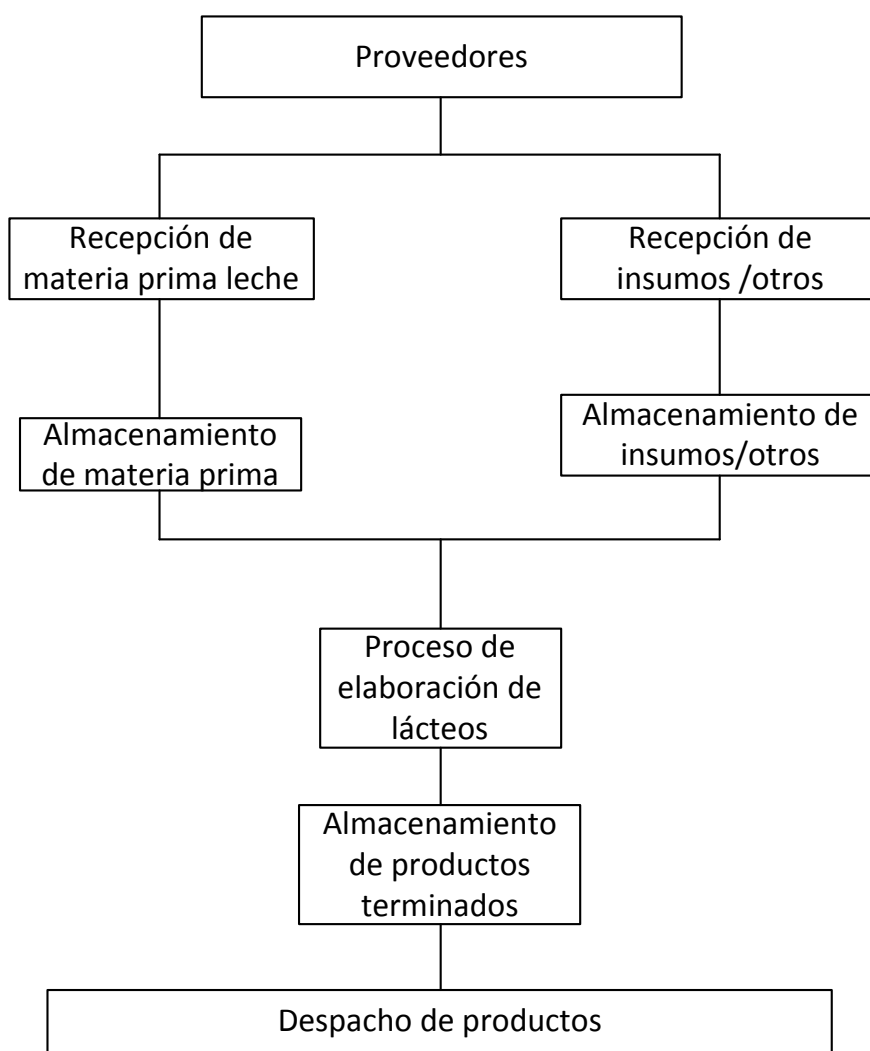 Proveedores
Recepción de
materia prima leche
Recepción de
insumos /otros
Almacenamiento
de materia prima
Almacenamiento de
insumos/otros
Proceso de
elaboración de
lácteos
Almacenamiento
de productos
terminados
Despacho de productos